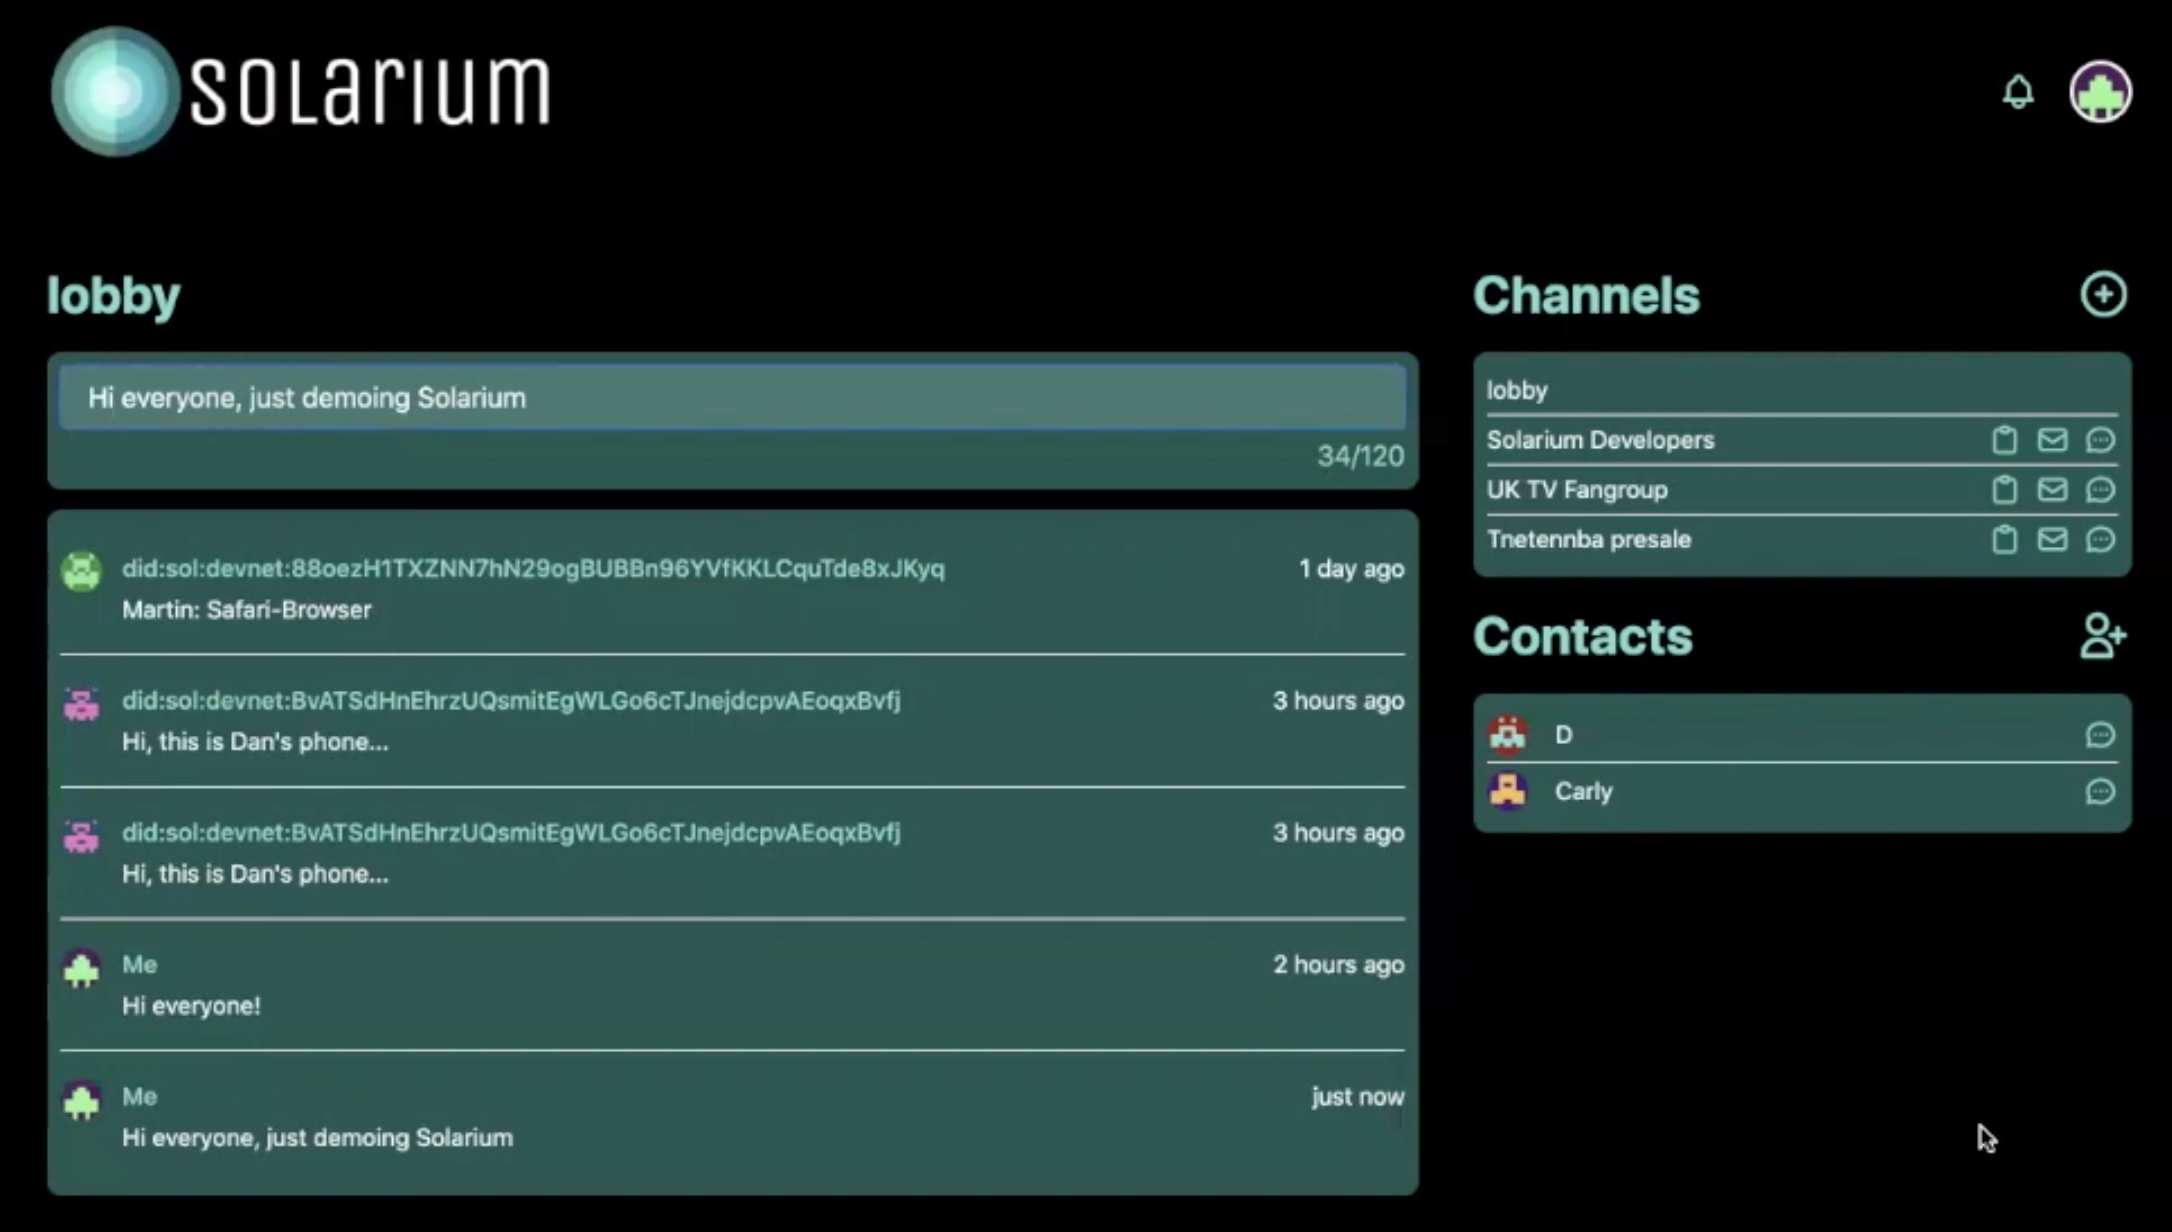 solarium
lobby
Hi everyone, just demoing Solarium
34/120
did:sol:devnet:88oezH1TXZNN7hN29ogBUBBn96YVfKKLCquTde8xJKyq
1 day ago
Martin: Safari-Browser
did:sol:devnet:BvATSdHnEhrzUQsmitEgWLGo6cTJnejdcpvAEoqxBvfj
3 hours ago
Hi, this is Dan's phone...
did:sol:devnet:BvATSdHnEhrzUQsmitEgWLGo6cTJnejdcpvAEoqxBvfj
3 hours ago
Hi, this is Dan's phone...
Me
2 hours ago
Hi everyone!
Me
just now
Hi everyone, just demoing Solarium
Channels
lobby
Solarium Developers
UK TV Fangroup
Tnetennba presale
Contacts
D
Carly